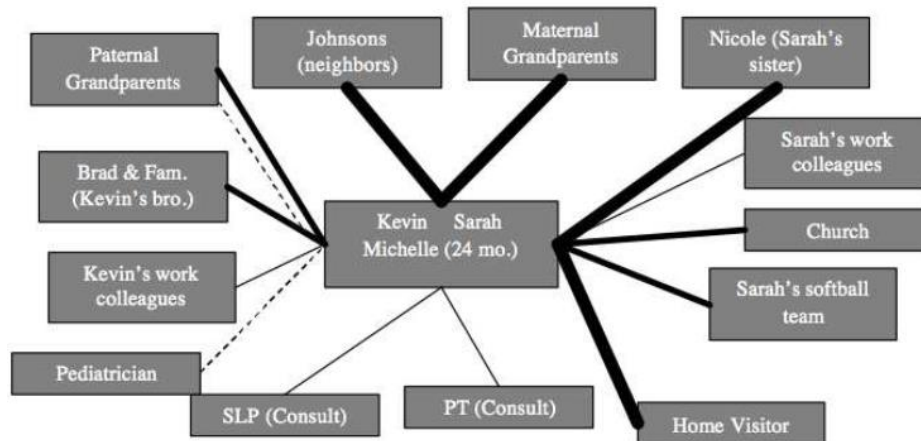 Paternal
Grandparents
Johnsons
(neighbors)
Maternal
Grandparents
Nicole (Sarah's
sister)
Sarah's work
colleagues
Brad & Fam.
(Kevin's bro.)
Kevin Sarah
Michelle (24 mo.)
Church
Kevin's work
colleagues
Sarah's softball
team
Pediatrician
SLP (Consult)
PT (Consult)
Home Visitor